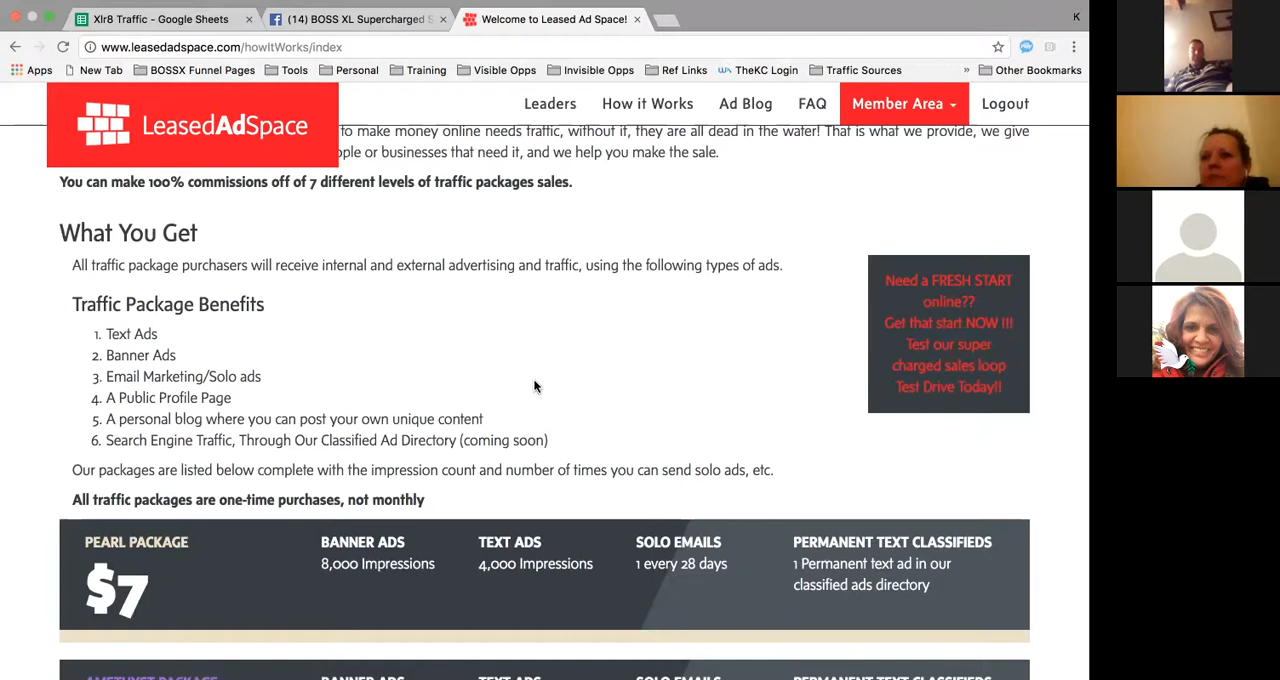 Xlr8 Traffic - Google Sheets
(14) BOSS XL Supercharged S
Welcome to Leased Ad Space!
K
www.leasedadspace.com/howItWorks/index
Apps New Tab BOSSX Funnel Pages Tools Personal Training Visible Opps Invisible Opps Ref Links TheKC Login Traffic Sources » Other Bookmarks
LeasedAdSpace
Leaders How it Works Ad Blog FAQ Member Area Logout
to make money online needs traffic, without it, they are all dead in the water! That is what we provide, we give
ople or businesses that need it, and we help you make the sale.
You can make 100% commissions off of 7 different levels of traffic packages sales.
What You Get
All traffic package purchasers will receive internal and external advertising and traffic, using the following types of ads.
Traffic Package Benefits
1. Text Ads
2. Banner Ads
3. Email Marketing/Solo ads
4. A Public Profile Page
5. A personal blog where you can post your own unique content
6. Search Engine Traffic, Through Our Classified Ad Directory (coming soon)
Need a FRESH START
online??
Get that start NOW !!!
Test our super
charged sales loop
Test Drive Today!!
Our packages are listed below complete with the impression count and number of times you can send solo ads, etc.
All traffic packages are one-time purchases, not monthly
PEARL PACKAGE BANNER ADS TEXT ADS SOLO EMAILS PERMANENT TEXT CLASSIFIEDS
$7 8,000 Impressions 4,000 Impressions 1 every 28 days 1 Permanent text ad in our
classified ads directory
AMETHYST PACKAGE BANNER ADS TEXT ADS SOLO EMAILS PERMANENT TEXT CLASSIFIEDS